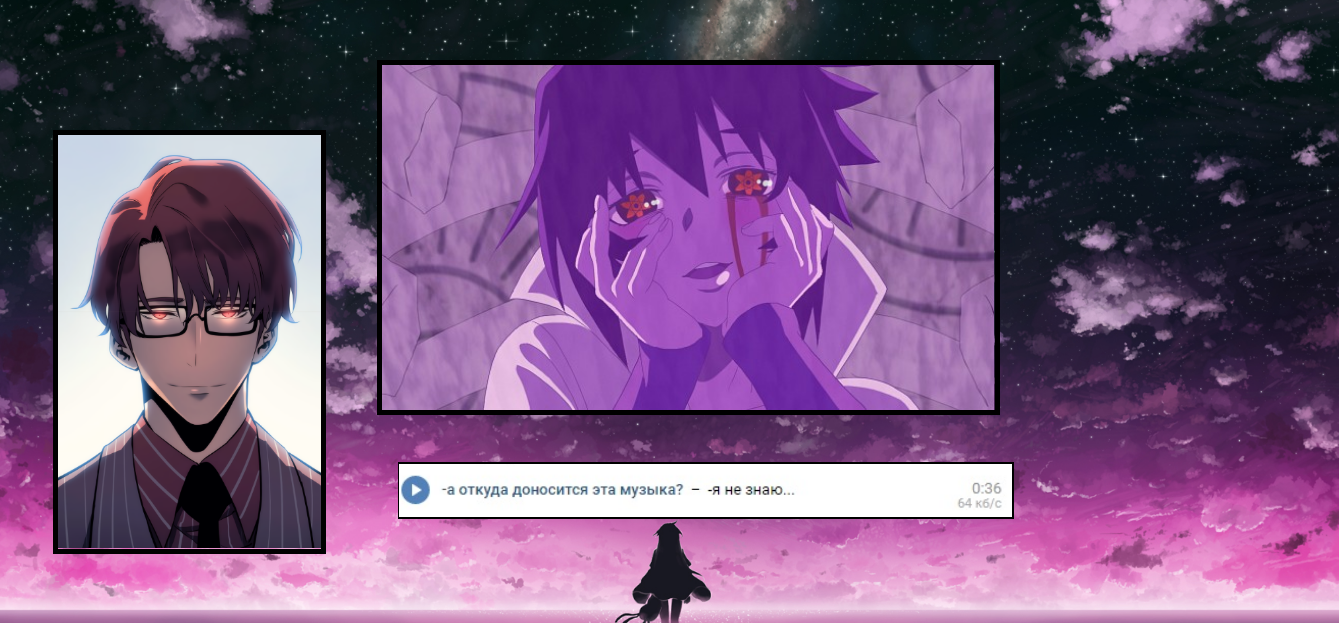 -а откуда доносится эта музыка? – -я не знаю... 0:36
64 кб/с